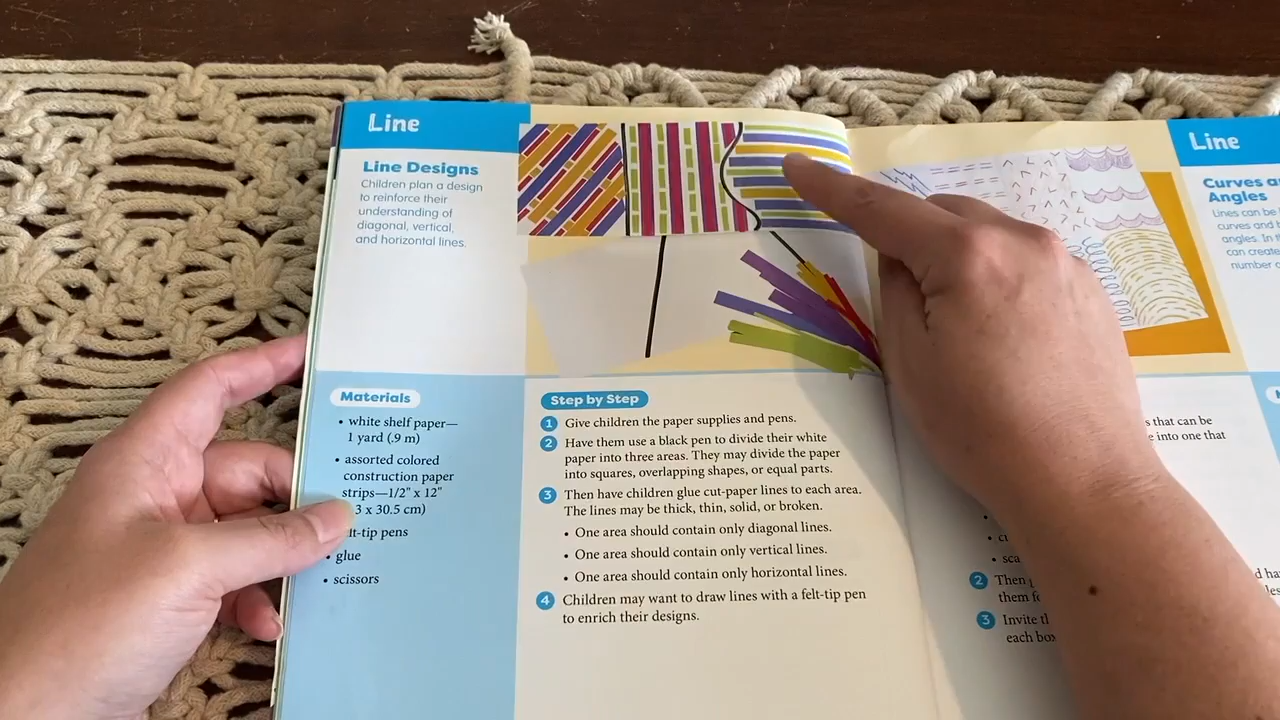 Line
Line Designs
Children plan a design
to reinforce their
understanding of
diagonal, vertical,
and horizontal lines.
Materials
• white shelf paper—
1 yard (.9 m)
• assorted colored
construction paper
strips—1/2" x 12"
3 x 30.5 cm)
lt-tip pens
• glue
• scissors
Step by Step
1 Give children the paper supplies and pens.
2 Have them use a black pen to divide their white
paper into three areas. They may divide the paper
into squares, overlapping shapes, or equal parts.
3 Then have children glue cut-paper lines to each area.
The lines may be thick, thin, solid, or broken.
• One area should contain only diagonal lines.
• One area should contain only vertical lines.
• One area should contain only horizontal lines.
4 Children may want to draw lines with a felt-tip pen
to enrich their designs.
Line
Curves a
Angles
Lines can be
curves and
angles. In
can create
number
s that can be
e into one that
• ci
• sca
2 Then
them f
3 Invite
each bo